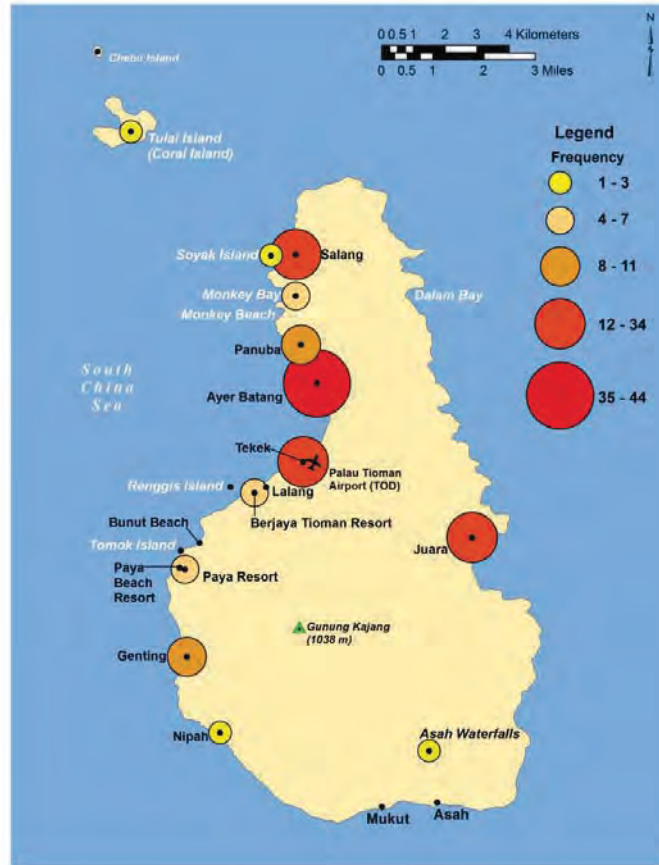 N
0 0.5 1 2 3 4 Kilometers
0 0.5 1 2 3 Miles
Chebu Island
Tulai Island
(Coral Island)
Legend
Frequency
1 - 3
4 - 7
8 - 11
12 - 34
35 - 44
Soyak Island
Salang
Monkey Bay
Monkey Beach
Dalam Bay
Panuba
South
China
Sea
Ayer Batang
Tekek
Palau Tioman
Airport (TOD)
Renggis Island
Lalang
Berjaya Tioman Resort
Bunut Beach
Juara
Tomok Island
Paya
Beach
Resort
Paya Resort
Gunung Kajang
(1038 m)
Genting
Nipah
Asah Waterfalls
Mukut
Asah